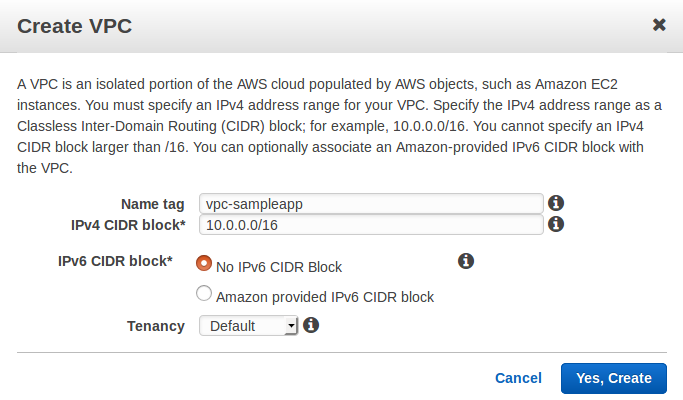 Create VPC
A VPC is an isolated portion of the AWS cloud populated by AWS objects, such as Amazon EC2
instances. You must specify an IPv4 address range for your VPC. Specify the IPv4 address range as a
Classless Inter-Domain Routing (CIDR) block; for example, 10.0.0.0/16. You cannot specify an IPv4
CIDR block larger than /16. You can optionally associate an Amazon-provided IPv6 CIDR block with
the VPC.
Name tag vpc-sampleapp
IPv4 CIDR block* 10.0.0.0/16
IPv6 CIDR block* No IPv6 CIDR Block
Amazon provided IPv6 CIDR block
Tenancy Default
Cancel Yes, Create